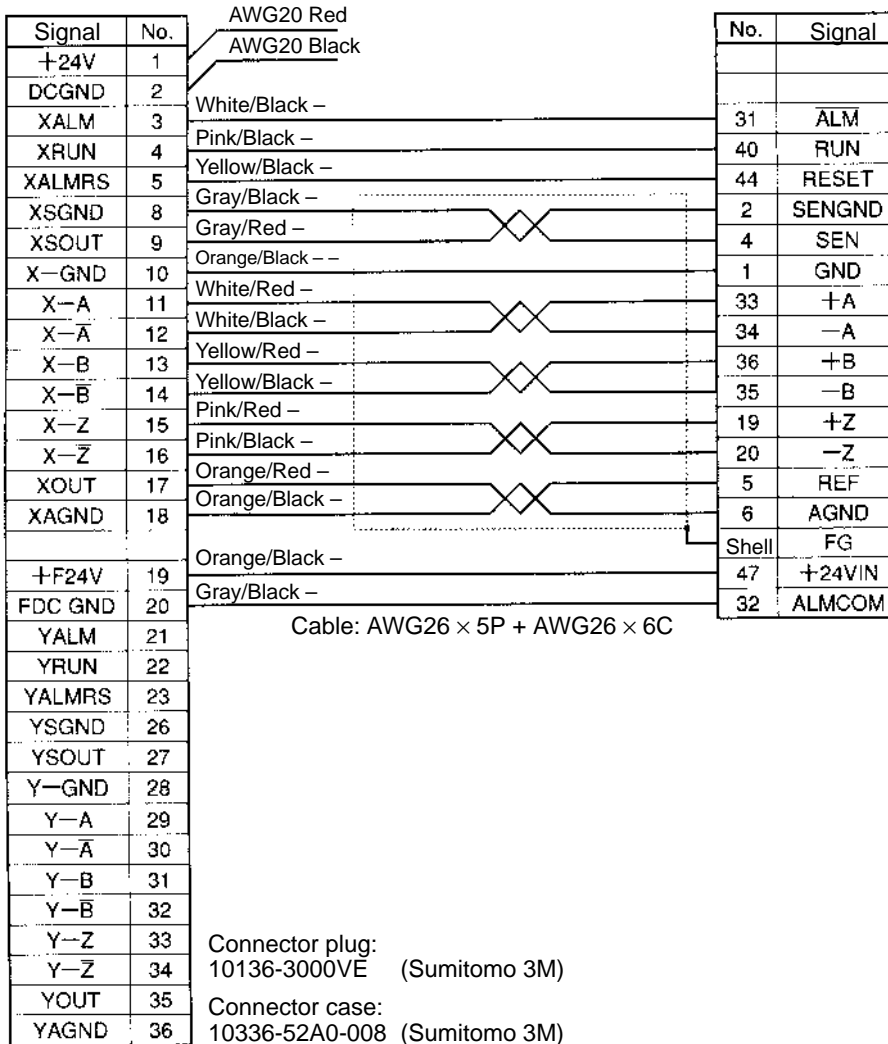 AWG20 Red
AWG20 Black
Signal No.
+24V 1
DCGND 2
XALM 3
XRUN 4
XALMRS 5
XSGND 8
XSOUT 9
X–GND 10
X–A 11
X–A̅ 12
X–B 13
X–B̅ 14
X–Z 15
X–Z̅ 16
XOUT 17
XAGND 18
+F24V 19
FDC GND 20
YALM 21
YRUN 22
YALMRS 23
YSGND 26
YSOUT 27
Y–GND 28
Y–A 29
Y–A̅ 30
Y–B 31
Y–B̅ 32
Y–Z 33
Y–Z̅ 34
YOUT 35
YAGND 36
White/Black –
Pink/Black –
Yellow/Black –
Gray/Black –
Gray/Red –
Orange/Black – –
White/Red –
White/Black –
Yellow/Red –
Yellow/Black –
Pink/Red –
Pink/Black –
Orange/Red –
Orange/Black –
Orange/Black –
Gray/Black –
No. Signal
31 A̅L̅M̅
40 RUN
44 RESET
2 SENGND
4 SEN
1 GND
33 +A
34 –A
36 +B
35 –B
19 +Z
20 –Z
5 REF
6 AGND
Shell FG
47 +24VIN
32 ALMCOM
Cable: AWG26 × 5P + AWG26 × 6C
Connector plug:
10136-3000VE (Sumitomo 3M)
Connector case:
10336-52A0-008 (Sumitomo 3M)